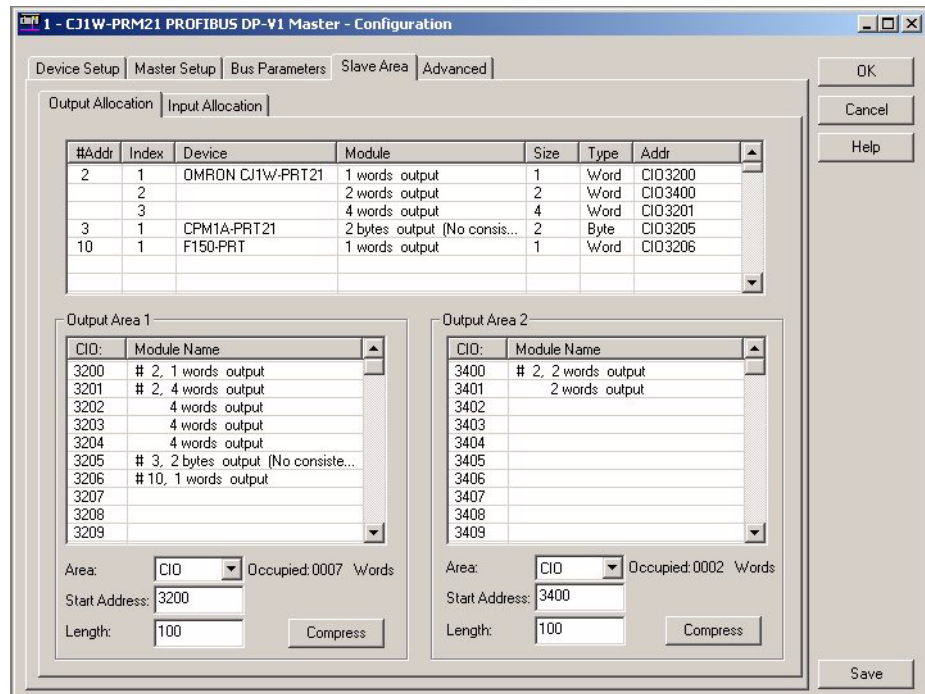 1 - CJ1W-PRM21 PROFIBUS DP-V1 Master - Configuration
Device Setup Master Setup Bus Parameters Slave Area Advanced
OK
Output Allocation Input Allocation
Cancel
Help
#Addr Index Device Module Size Type Addr
2 1 OMRON CJ1W-PRT21 1 words output 1 Word CIO3200
2 2 words output 2 Word CIO3400
3 4 words output 4 Word CIO3201
3 1 CPM1A-PRT21 2 bytes output (No consis... 2 Byte CIO3205
10 1 F150-PRT 1 words output 1 Word CIO3206
Output Area 1
CIO: Module Name
3200 # 2, 1 words output
3201 # 2, 4 words output
3202 4 words output
3203 4 words output
3204 4 words output
3205 # 3, 2 bytes output (No consiste...
3206 # 10, 1 words output
3207
3208
3209
Area: CIO Occupied:0007 Words
Start Address: 3200
Length: 100 Compress
Output Area 2
CIO: Module Name
3400 # 2, 2 words output
3401 2 words output
3402
3403
3404
3405
3406
3407
3408
3409
Area: CIO Occupied:0002 Words
Start Address: 3400
Length: 100 Compress
Save